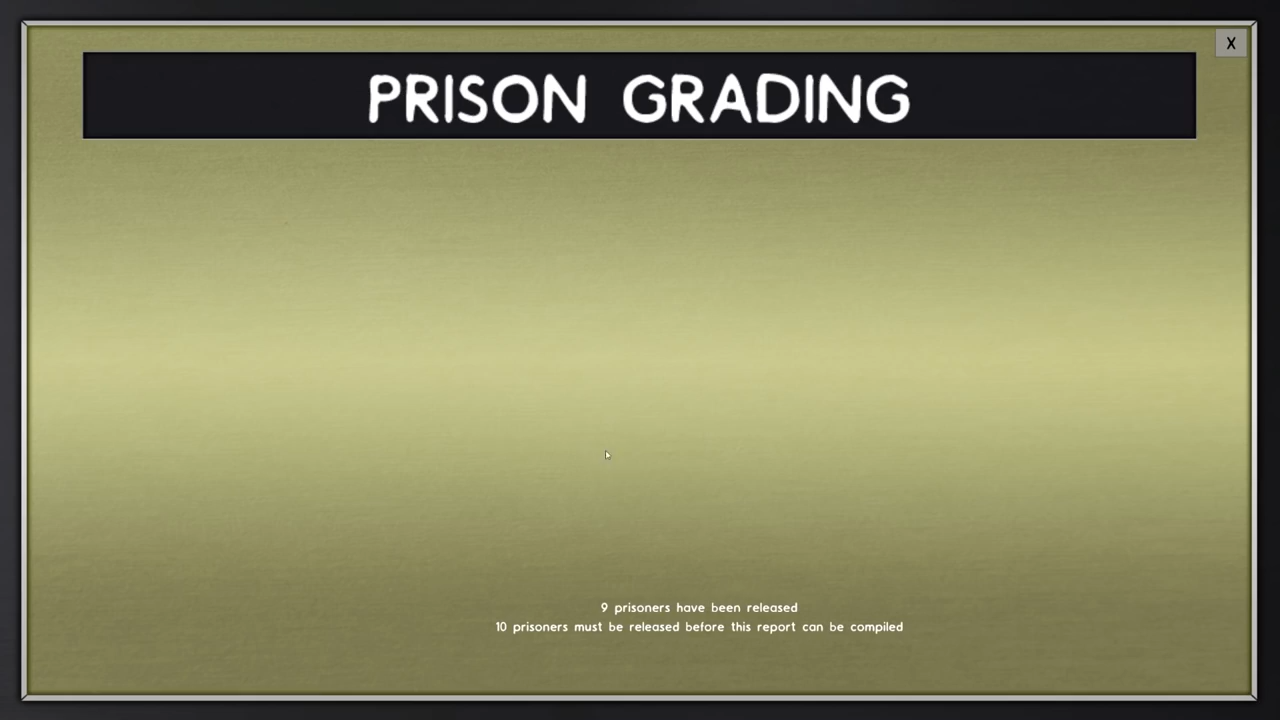 X
PRISON GRADING
9 prisoners have been released
10 prisoners must be released before this report can be compiled